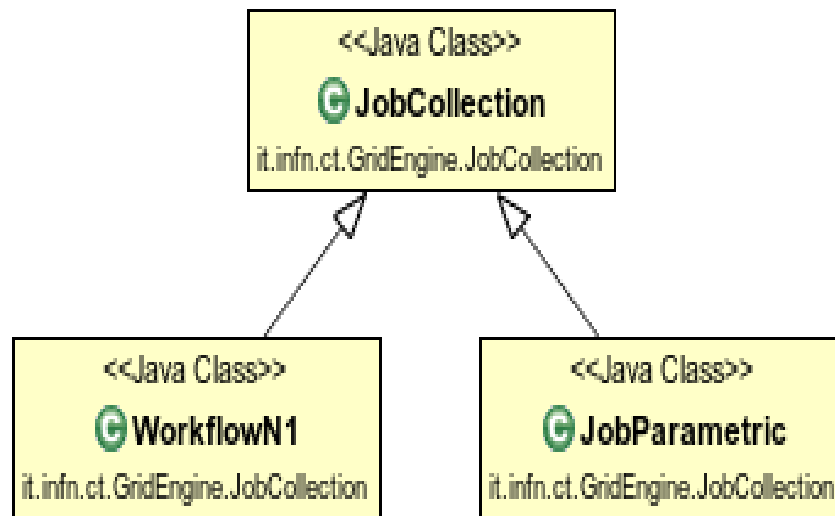 <<Java Class>>
C JobCollection
it.infn.ct.GridEngine.JobCollection
<<Java Class>>
C WorkflowN1
it.infn.ct.GridEngine.JobCollection
<<Java Class>>
C JobParametric
it.infn.ct.GridEngine.JobCollection